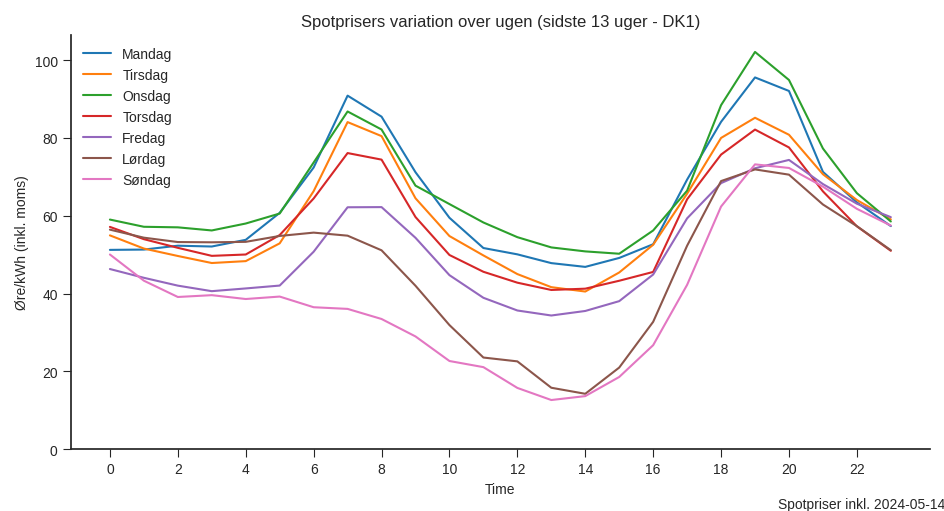 Spotprisers variation over ugen (sidste 13 uger - DK1)
Mandag
Tirsdag
Onsdag
Torsdag
Fredag
Lørdag
Søndag
Øre/kWh (inkl. moms)
100
80
60
40
20
0
0 2 4 6 8 10 12 14 16 18 20 22
Time
Spotpriser inkl. 2024-05-14